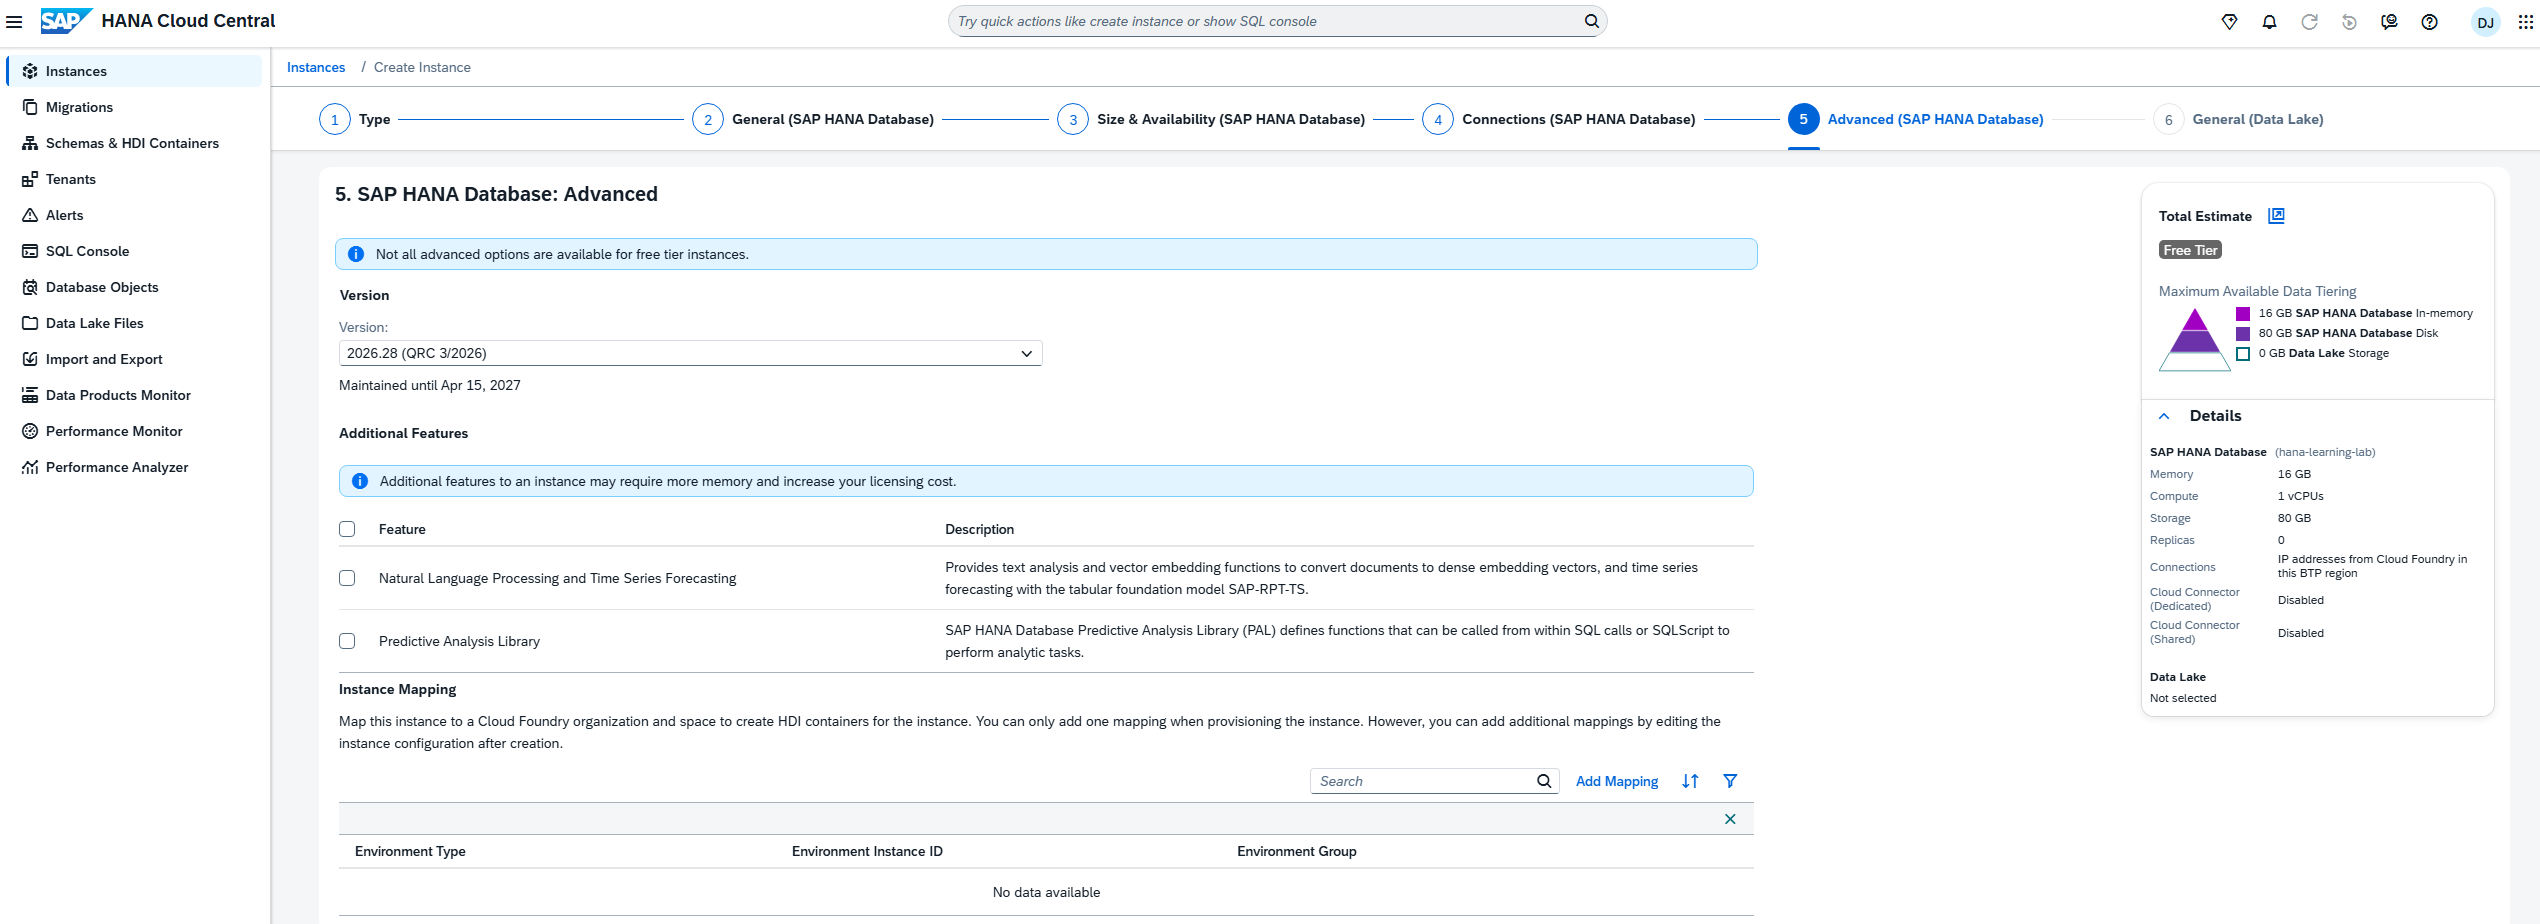 SAP HANA Cloud Central
Try quick actions like create instance or show SQL console
DJ
Instances
Migrations
Schemas & HDI Containers
Tenants
Alerts
SQL Console
Database Objects
Data Lake Files
Import and Export
Data Products Monitor
Performance Monitor
Performance Analyzer
Instances / Create Instance
1 Type
2 General (SAP HANA Database)
3 Size & Availability (SAP HANA Database)
4 Connections (SAP HANA Database)
5 Advanced (SAP HANA Database)
6 General (Data Lake)
5. SAP HANA Database: Advanced
Not all advanced options are available for free tier instances.
Version
Version:
2026.28 (QRC 3/2026)
Maintained until Apr 15, 2027
Additional Features
Additional features to an instance may require more memory and increase your licensing cost.
Feature Description
Natural Language Processing and Time Series Forecasting
Provides text analysis and vector embedding functions to convert documents to dense embedding vectors, and time series
forecasting with the tabular foundation model SAP-RPT-TS.
Predictive Analysis Library
SAP HANA Database Predictive Analysis Library (PAL) defines functions that can be called from within SQL calls or SQLScript to
perform analytic tasks.
Instance Mapping
Map this instance to a Cloud Foundry organization and space to create HDI containers for the instance. You can only add one mapping when provisioning the instance. However, you can add additional mappings by editing the
instance configuration after creation.
Search Add Mapping
Environment Type Environment Instance ID Environment Group
No data available
Total Estimate
Free Tier
Maximum Available Data Tiering
16 GB SAP HANA Database In-memory
80 GB SAP HANA Database Disk
0 GB Data Lake Storage
Details
SAP HANA Database (hana-learning-lab)
Memory 16 GB
Compute 1 vCPUs
Storage 80 GB
Replicas 0
Connections IP addresses from Cloud Foundry in
this BTP region
Cloud Connector
(Dedicated) Disabled
Cloud Connector
(Shared) Disabled
Data Lake
Not selected